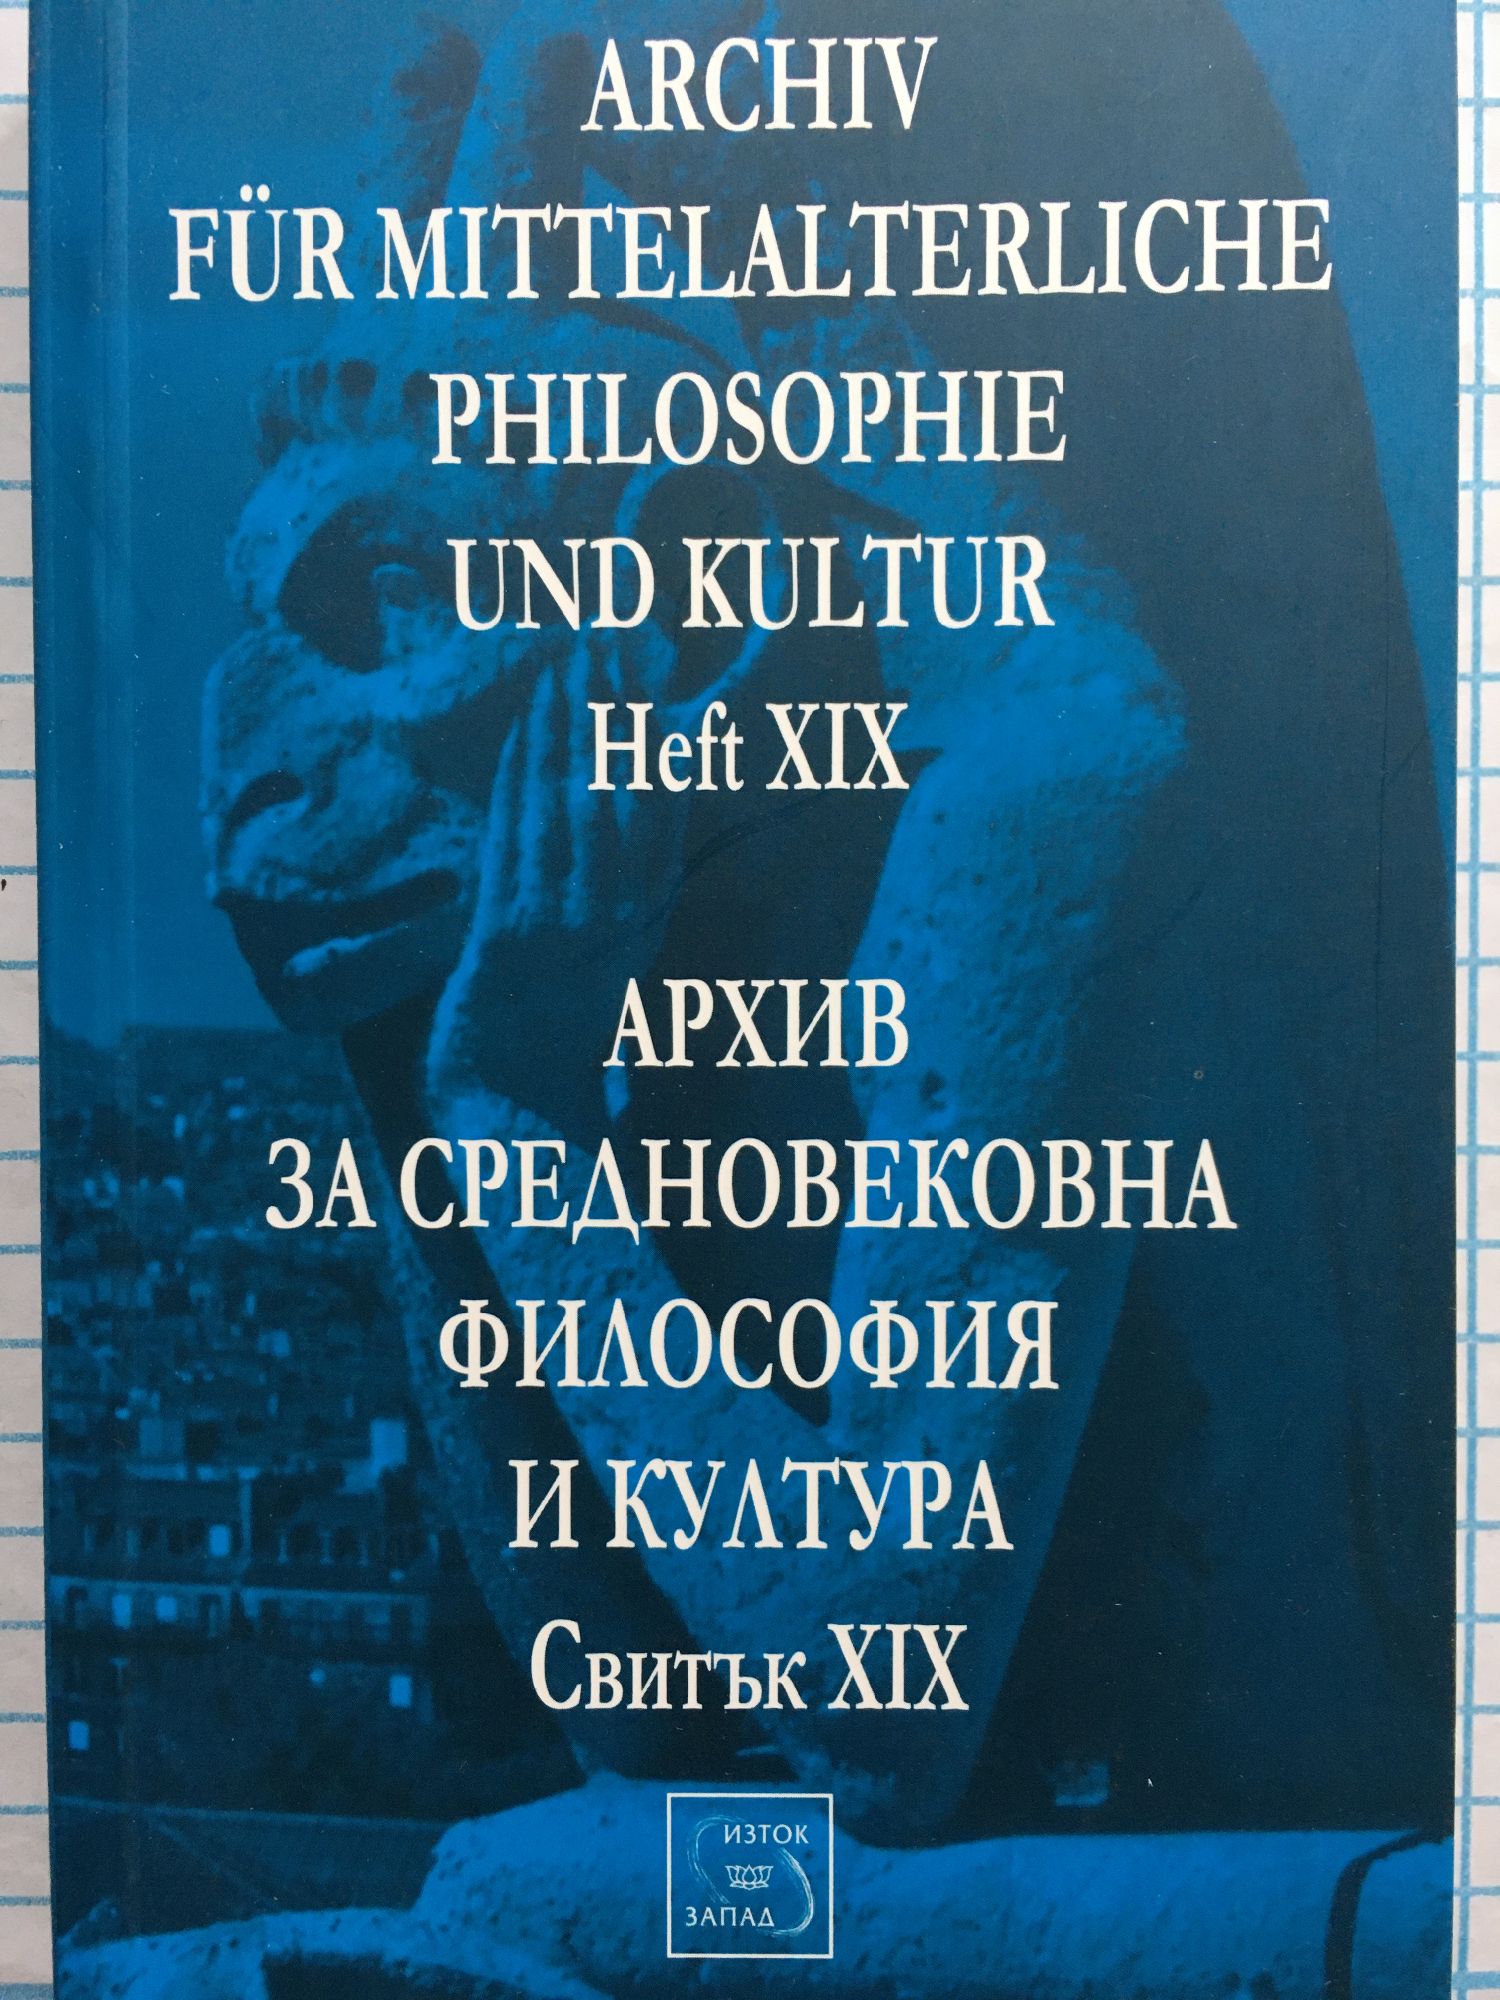 ARCHIV
FÜR MITTELALTERLICHE
PHILOSOPHIE
UND KULTUR
Heft XIX
АРХИВ
ЗА СРЕДНОВЕКОВНА
ФИЛОСОФИЯ
И КУЛТУРА
Свитък XIX
ИЗТОК
ЗАПАД